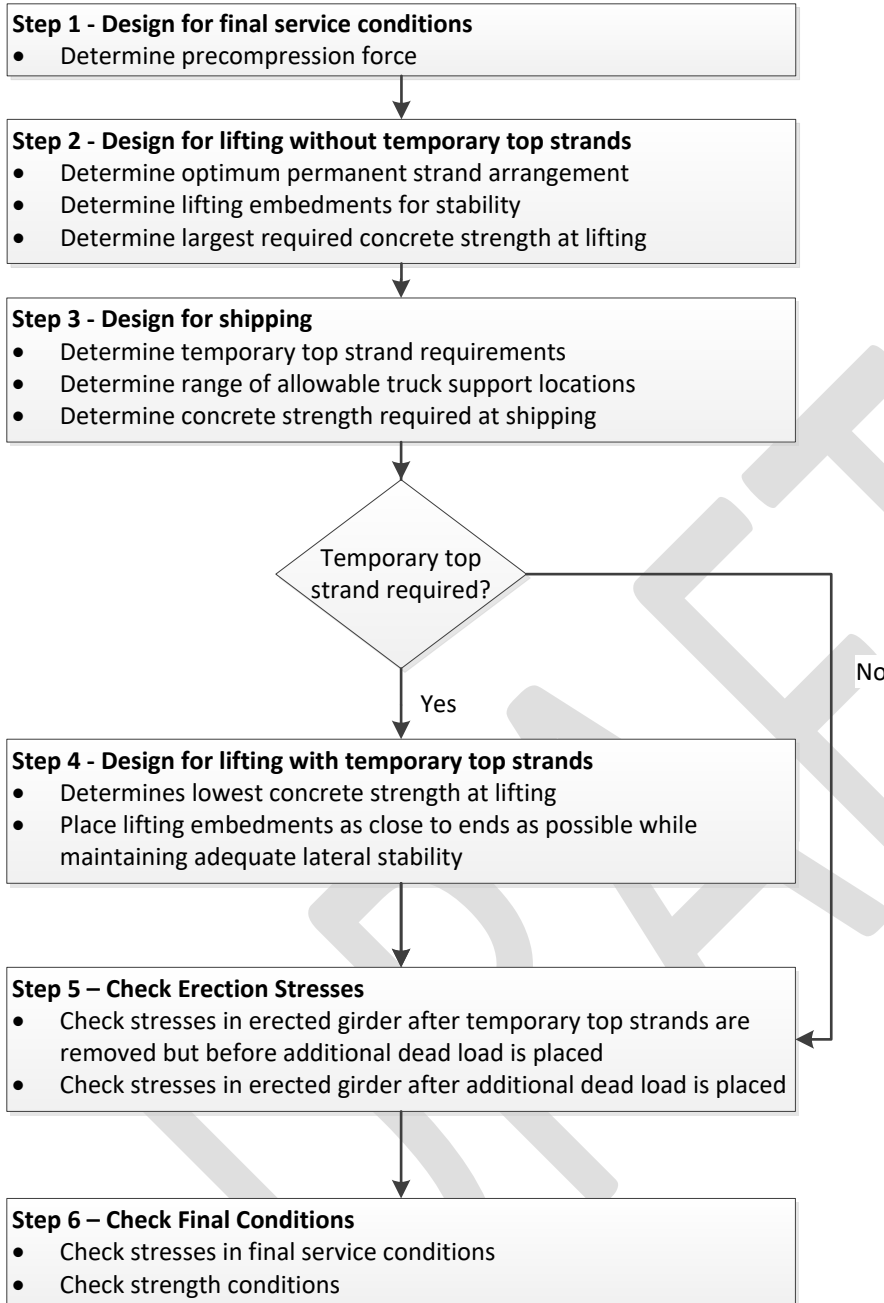 Step 1 - Design for final service conditions
• Determine precompression force
Step 2 - Design for lifting without temporary top strands
• Determine optimum permanent strand arrangement
• Determine lifting embedments for stability
• Determine largest required concrete strength at lifting
Step 3 - Design for shipping
• Determine temporary top strand requirements
• Determine range of allowable truck support locations
• Determine concrete strength required at shipping
Temporary top
strand required?
No
Yes
Step 4 - Design for lifting with temporary top strands
• Determines lowest concrete strength at lifting
• Place lifting embedments as close to ends as possible while
maintaining adequate lateral stability
Step 5 – Check Erection Stresses
• Check stresses in erected girder after temporary top strands are
removed but before additional dead load is placed
• Check stresses in erected girder after additional dead load is placed
Step 6 – Check Final Conditions
• Check stresses in final service conditions
• Check strength conditions